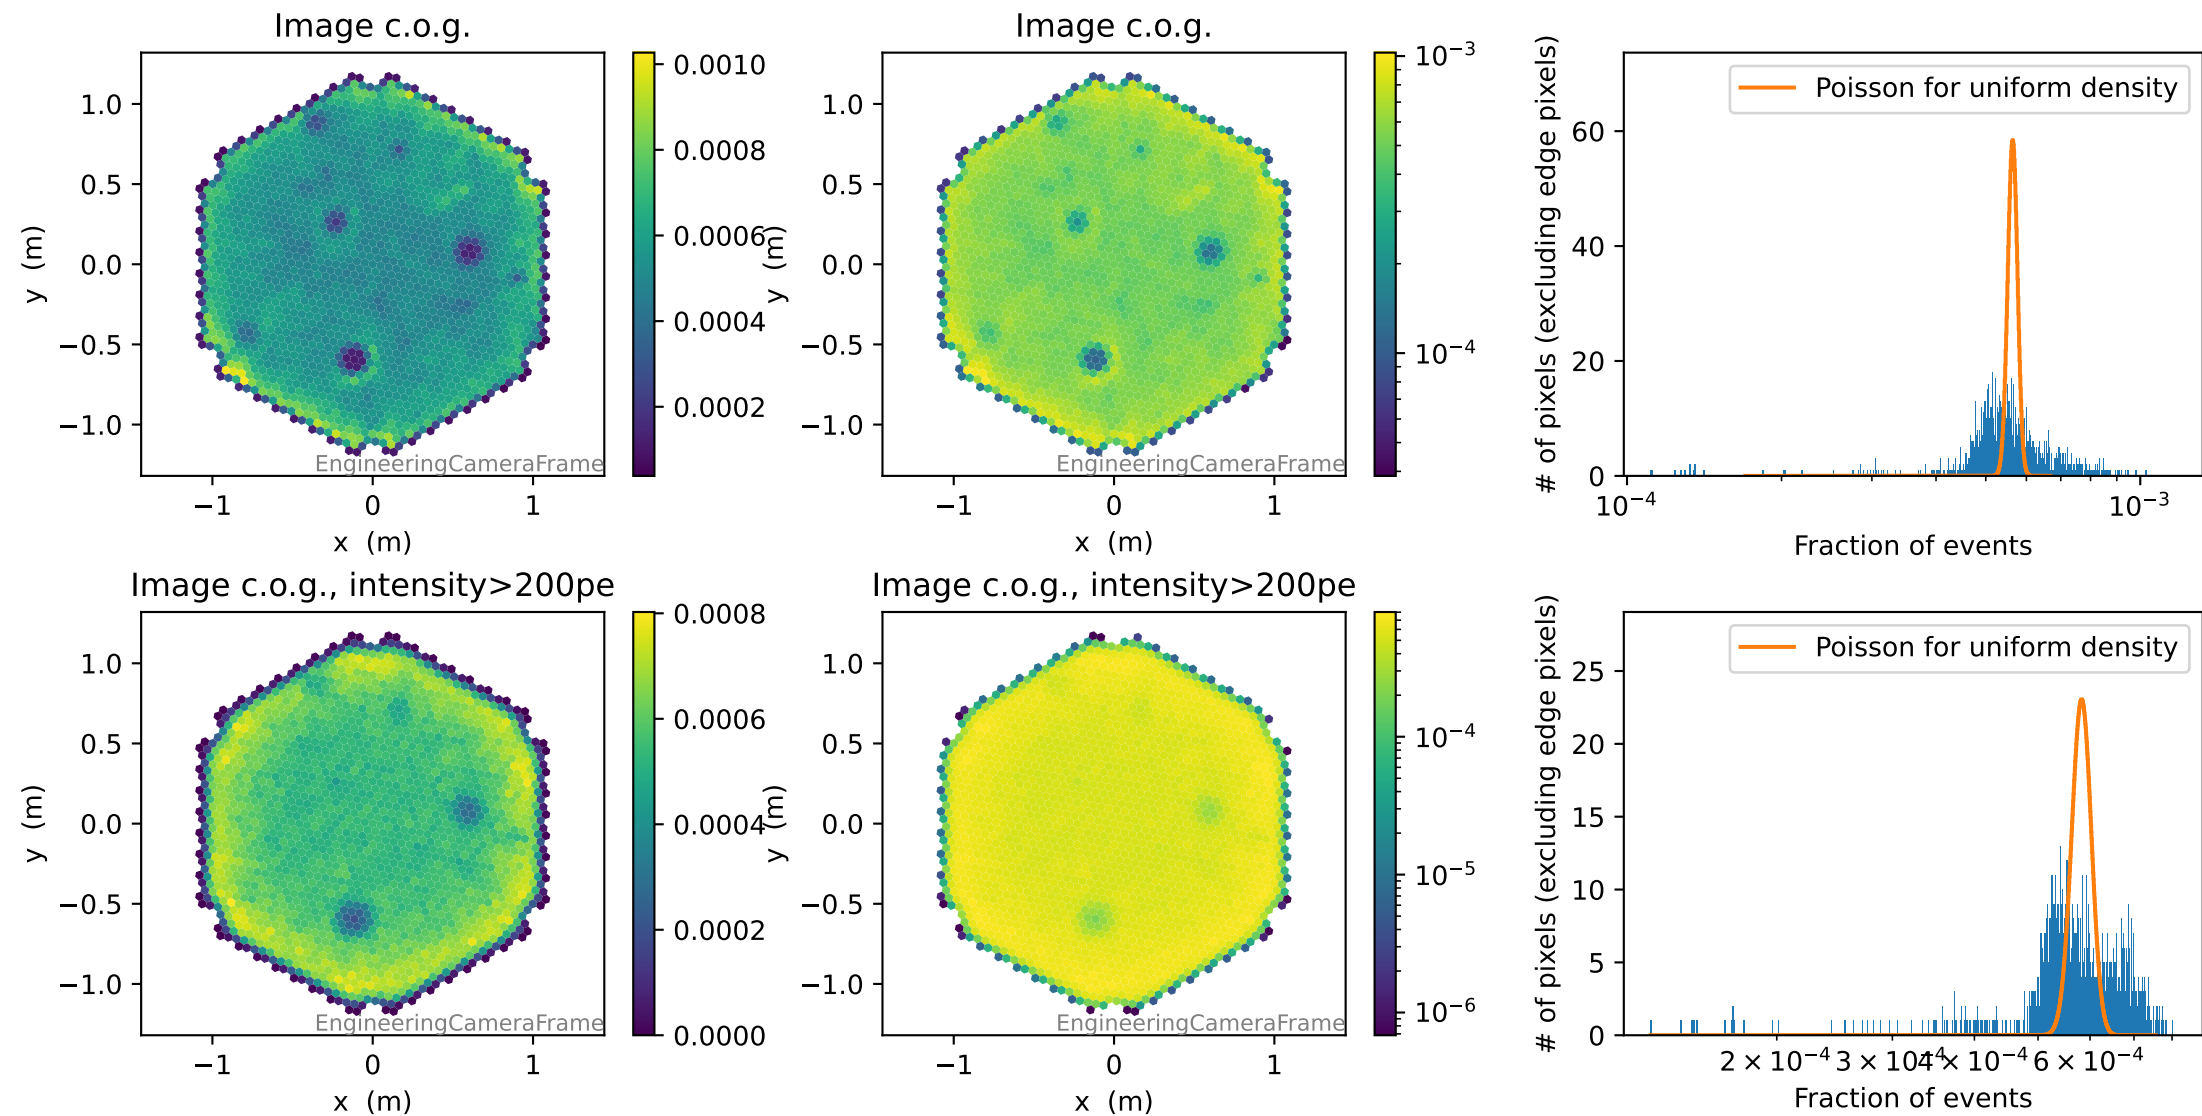 Image c.o.g.
1.0
0.5
0.0
−0.5
−1.0
y (m)
−1
0
1
x (m)
EngineeringCameraFrame
0.0010
0.0008
0.0006
0.0004
0.0002
Image c.o.g.
1.0
0.5
0.0
−0.5
−1.0
y (m)
−1
0
1
x (m)
EngineeringCameraFrame
10⁻³
10⁻⁴
Poisson for uniform density
60
40
20
0
# of pixels (excluding edge pixels)
10⁻⁴
10⁻³
Fraction of events
Image c.o.g., intensity>200pe
1.0
0.5
0.0
−0.5
−1.0
y (m)
−1
0
1
x (m)
EngineeringCameraFrame
0.0008
0.0006
0.0004
0.0002
0.0000
Image c.o.g., intensity>200pe
1.0
0.5
0.0
−0.5
−1.0
y (m)
−1
0
1
x (m)
EngineeringCameraFrame
10⁻⁴
10⁻⁵
10⁻⁶
Poisson for uniform density
25
20
15
10
5
0
# of pixels (excluding edge pixels)
2 × 10⁻⁴
3 × 10⁻⁴
4 × 10⁻⁴
6 × 10⁻⁴
Fraction of events